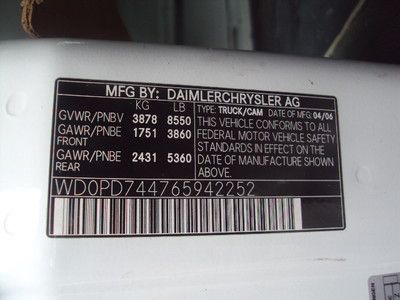 MFG BY: DAIMLERCHRYSLER AG
KG LB
GVWR/PNBV 3878 8550
GAWR/PNBE 1751 3860
FRONT
GAWR/PNBE 2431 5360
REAR
TYPE: TRUCK/CAM DATE: MFG 04/06
THIS VEHICLE CONFORMS TO ALL
FEDERAL MOTOR VEHICLE SAFETY
STANDARDS IN EFFECT ON THE
DATE OF MANUFACTURE
SHOWN ABOVE.
WD0PD744765942252